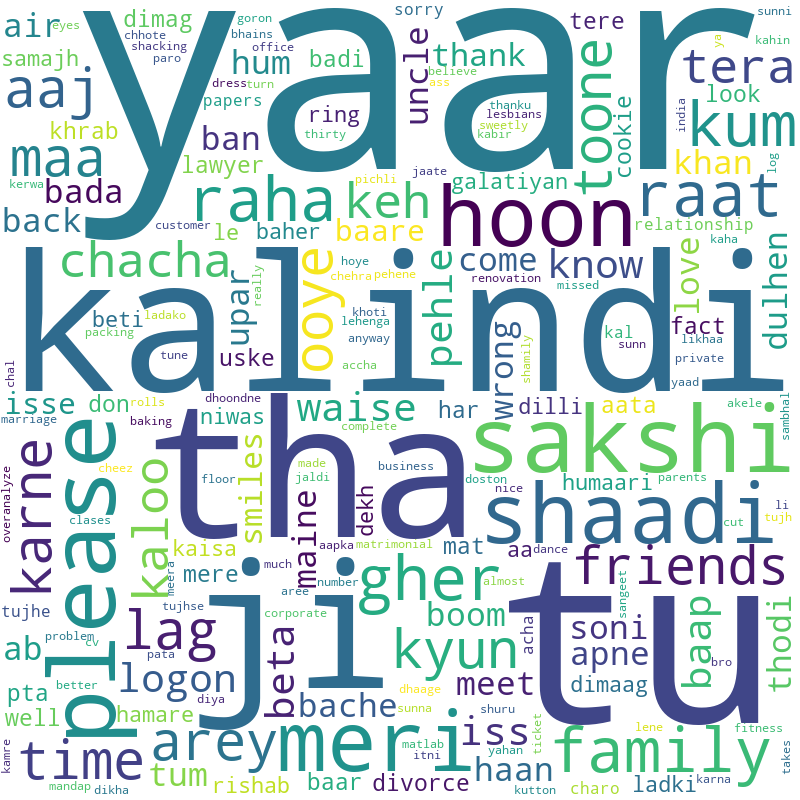 yaar
kalindi
tha
tu
ji
hoon
sakshi
shaadi
please
meri
family
friends
gher
kyun
raat
raha
keh
kum
tera
toone
khan
maa
aaj
air
samajh
dimag
chhote
shacking
paro
bhains
goron
eyes
office
hum
badi
dress
turn
papers
ring
thirty
khrab
ban
lawyer
kerwa
bada
back
customer
le
baher
baare
pichli
uncle
sorry
thank
believe
ass
thanku
lesbians
sweetly
kabir
cookie
tere
sunni
kahin
ya
look
india
log
jaate
galatiyan
relationship
kaha
chacha
upar
really
hoye
chehra
pehene
ooye
khoti
lehenga
accha
anyway
pehle
come
know
renovation
missed
love
dulhen
beti
ladako
packing
tune
uske
wrong
shamily
kal
sunn
fact
likhaa
private
yaad
chal
isse
don
rolls
marriage
baking
niwas
dhoondne
waise
complete
har
dilli
aata
akele
sambhal
karne
overanalyze
cheez
clases
kaloo
smiles
floor
made
jaldi
business
doston
nice
humaari
parents
cut
li
tujh
kaisa
meera
much
maine
aapka
dekh
matrimonial
mat
aa
dance
mere
aree
number
almost
tujhe
tujhse
corporate
boom
acha
soni
sangeet
ab
problem
cv
lag
pata
beta
apne
baap
bro
thodi
pta
better
logon
diya
bache
dhaage
meet
dimaag
well
hamare
sunna
shuru
iss
lene
fitness
kamre
time
arey
matlab
itni
yahan
haan
ticket
takes
mandap
dikha
tum
rishab
baar
divorce
kutton
charo
ladki
karna